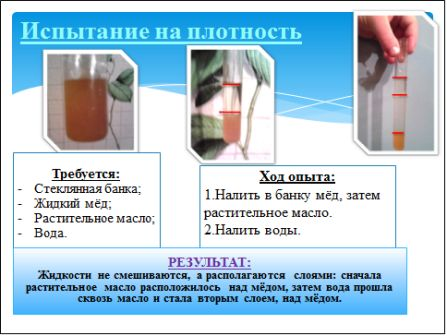 Испытание на плотность
Требуется:
- Стеклянная банка;
- Жидкий мёд;
- Растительное масло;
- Вода.
Ход опыта:
1.Налить в банку мёд, затем
растительное масло.
2.Налить воды.
РЕЗУЛЬТАТ:
Жидкости не смешиваются, а располагаются слоями: сначала
растительное масло расположилось над мёдом, затем вода прошла
сквозь масло и стала вторым слоем, над мёдом.